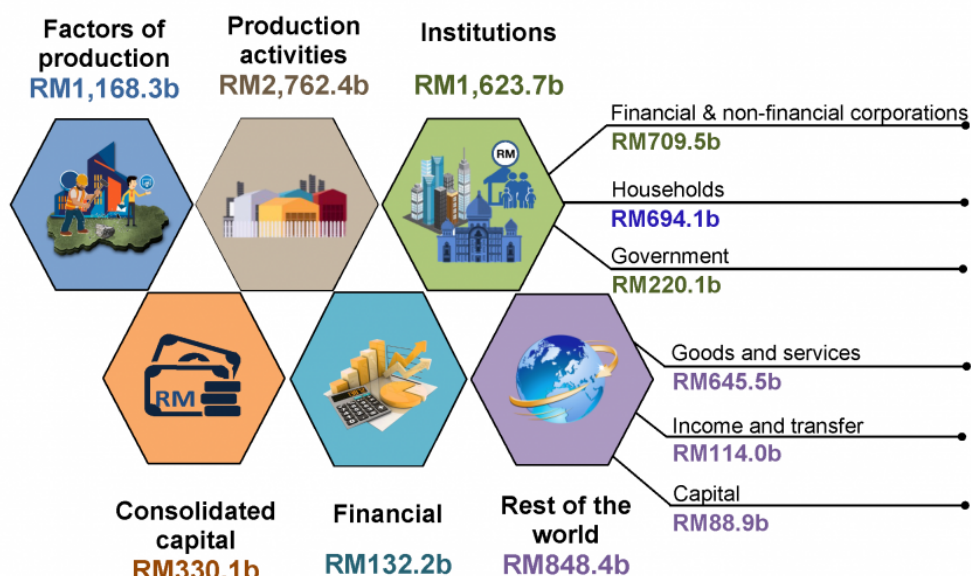 Factors of
production
RM1,168.3b
Production
activities
RM2,762.4b
Institutions
RM1,623.7b
RM
Financial & non-financial corporations
RM709.5b
Households
RM694.1b
Government
RM220.1b
RM
Goods and services
RM645.5b
Income and transfer
RM114.0b
Capital
RM88.9b
Consolidated
capital
RM330.1b
Financial
RM132.2b
Rest of the
world
RM848.4b